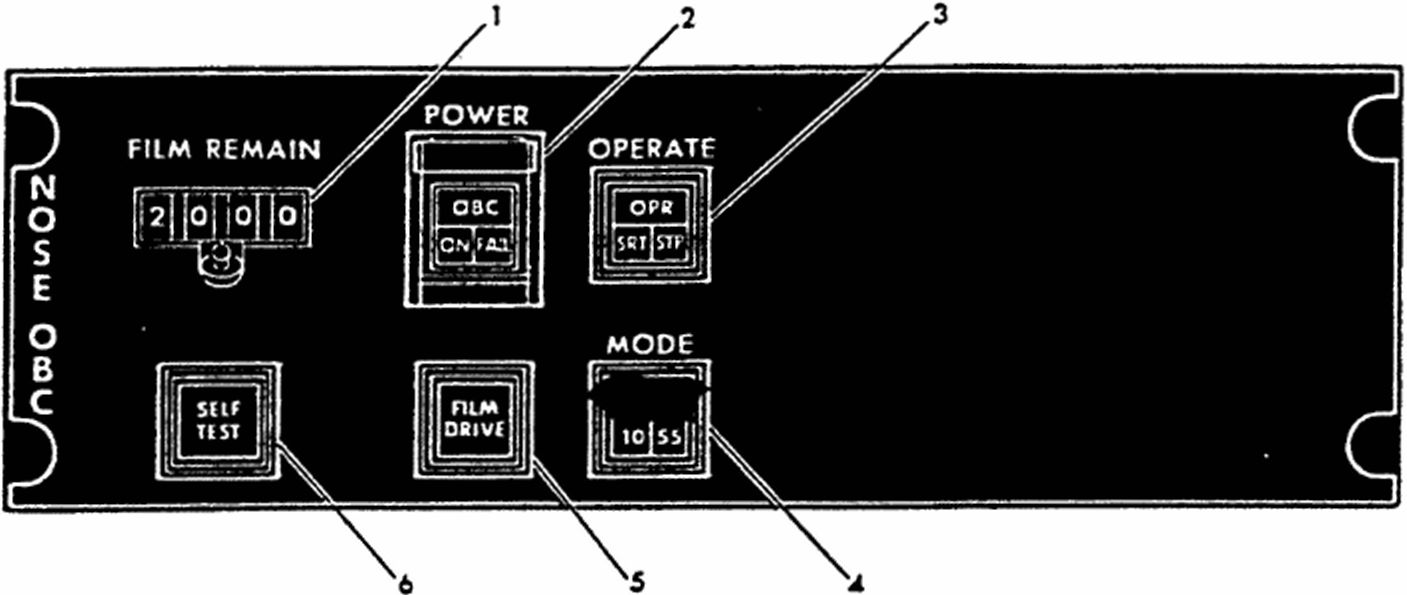 1 2 3
POWER
FILM REMAIN
OPERATE
NOSE OBC
2 0 0 0
OBC
ON FAIL
OPR
SRT STP
MODE
SELF
TEST
FILM
DRIVE
10 55
6 5 4